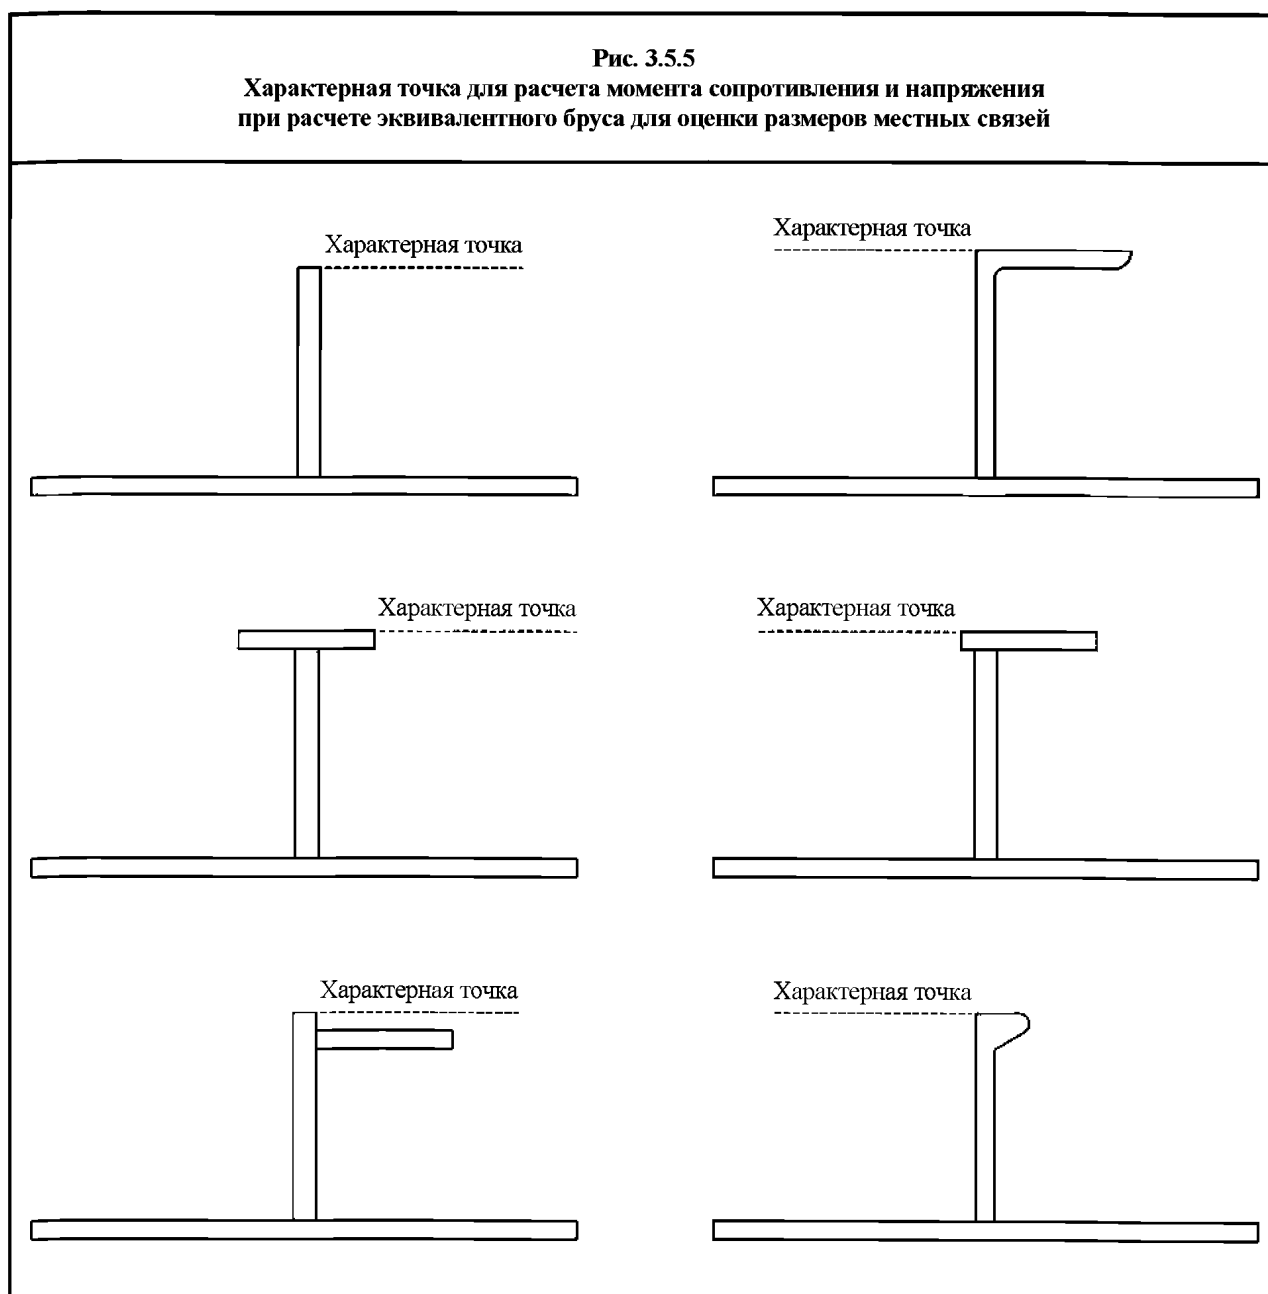 Рис. 3.5.5
Характерная точка для расчета момента сопротивления и напряжения
при расчете эквивалентного бруса для оценки размеров местных связей
Характерная точка
Характерная точка
Характерная точка
Характерная точка
Характерная точка
Характерная точка